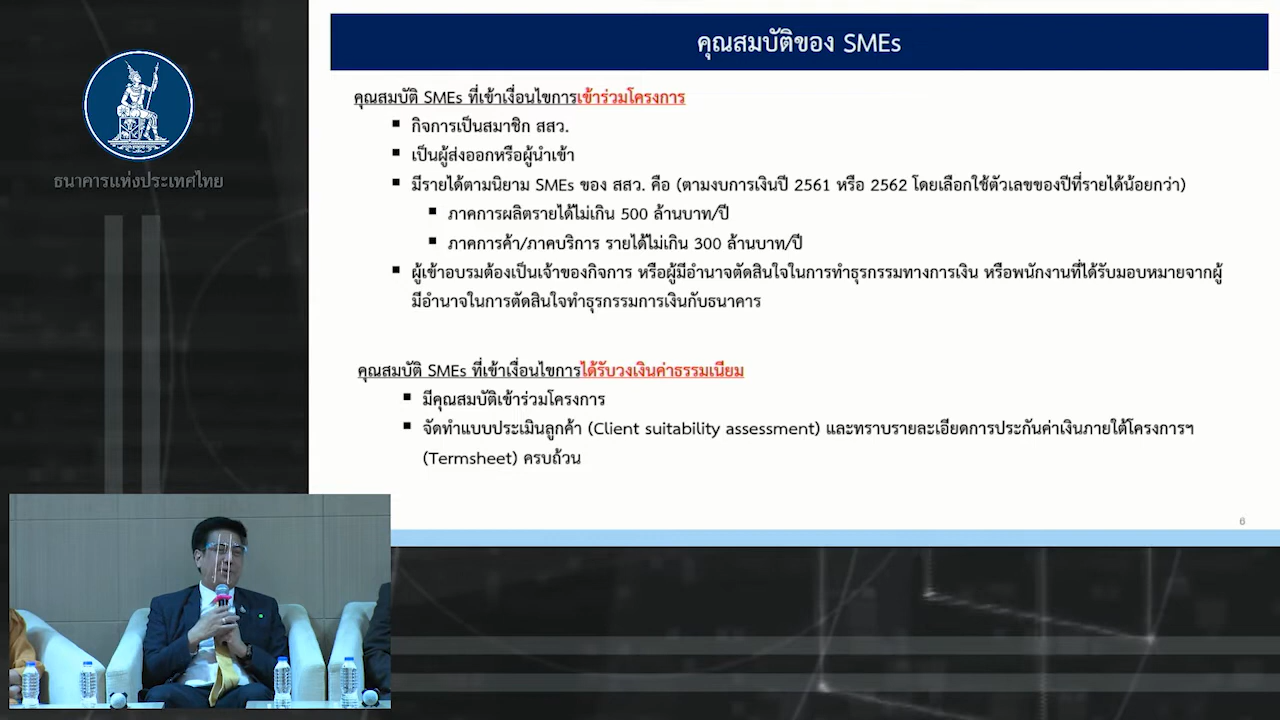 คุณสมบัติของ SMEs
ธนาคารแห่งประเทศไทย
คุณสมบัติ SMEs ที่เข้าเงื่อนไขการเข้าร่วมโครงการ
กิจการเป็นสมาชิก สสว.
เป็นผู้ส่งออกหรือผู้นำเข้า
มีรายได้ตามนิยาม SMEs ของ สสว. คือ (ตามงบการเงินปี 2561 หรือ 2562 โดยเลือกใช้ตัวเลขของปีที่รายได้น้อยกว่า)
ภาคการผลิตรายได้ไม่เกิน 500 ล้านบาท/ปี
ภาคการค้า/ภาคบริการ รายได้ไม่เกิน 300 ล้านบาท/ปี
ผู้เข้าอบรมต้องเป็นเจ้าของกิจการ หรือผู้มีอำนาจตัดสินใจในการทำธุรกรรมทางการเงิน หรือพนักงานที่ได้รับมอบหมายจากผู้
มีอำนาจในการตัดสินใจทำธุรกรรมการเงินกับธนาคาร
คุณสมบัติ SMEs ที่เข้าเงื่อนไขการได้รับวงเงินค่าธรรมเนียม
มีคุณสมบัติเข้าร่วมโครงการ
จัดทำแบบประเมินลูกค้า (Client suitability assessment) และทราบรายละเอียดการประกันค่าเงินภายใต้โครงการฯ
(Termsheet) ครบถ้วน
6